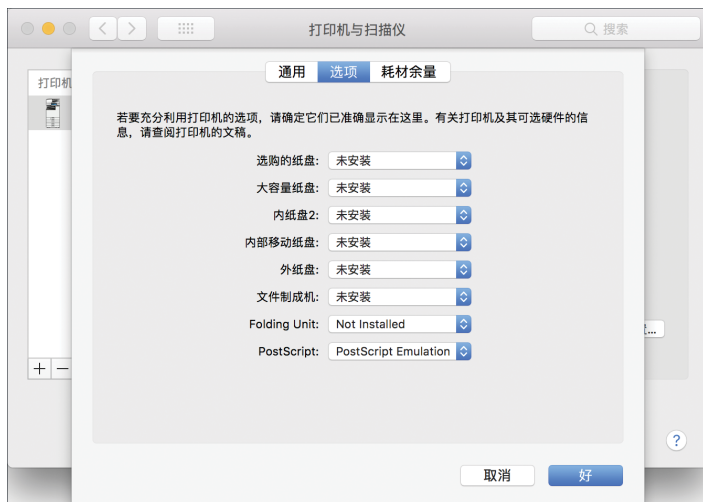 打印机与扫描仪
搜索
打印机
通用 选项 耗材余量
若要充分利用打印机的选项，请确定它们已准确显示在这里。有关打印机及其可选硬件的信
息，请查阅打印机的文稿。
选购的纸盘: 未安装
大容量纸盘: 未安装
内纸盘2: 未安装
内部移动纸盘: 未安装
外纸盘: 未安装
文件制成机: 未安装
Folding Unit: Not Installed
PostScript: PostScript Emulation
...
+ −
?
取消 好